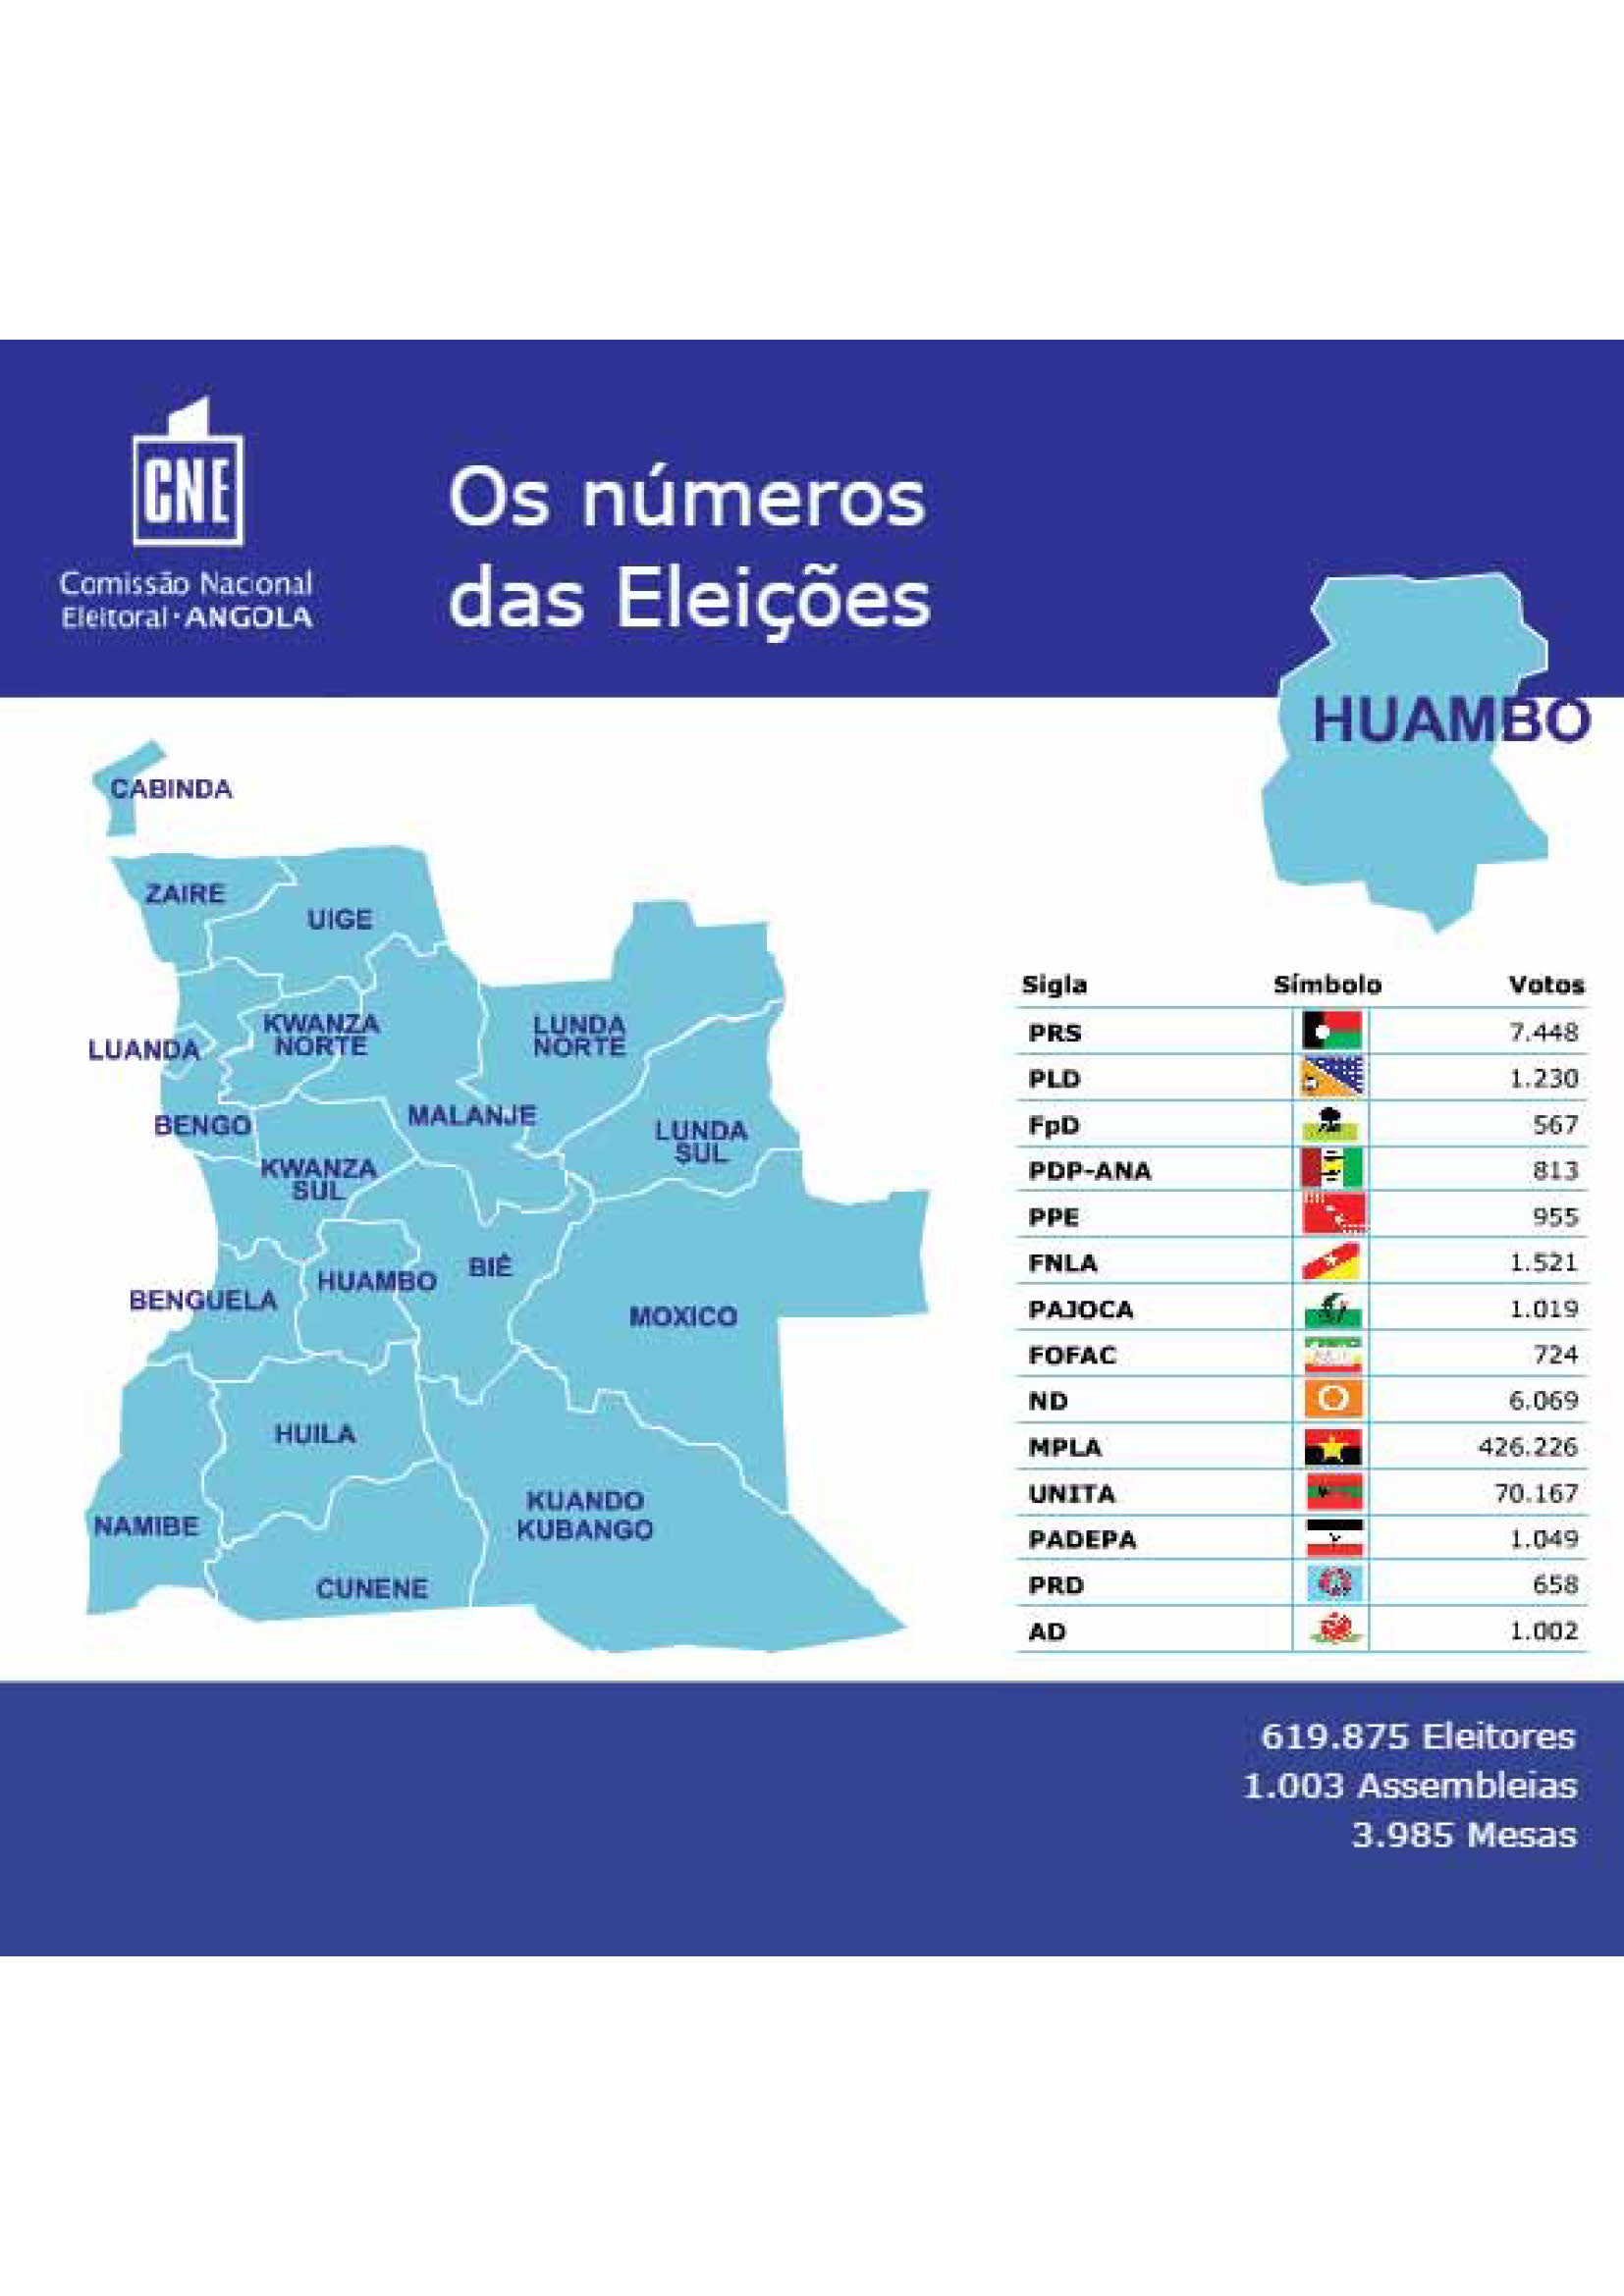 CNE
Comissão Nacional
Eleitoral·ANGOLA
Os números
das Eleições
HUAMBO
CABINDA
ZAIRE
UIGE
LUANDA
KWANZA
NORTE
LUNDA
NORTE
BENGO
MALANJE
LUNDA
SUL
KWANZA
SUL
BENGUELA
HUAMBO
BIÉ
MOXICO
HUILA
NAMIBE
KUANDO
KUBANGO
CUNENE
Sigla Símbolo Votos
PRS 7.448
PLD 1.230
FpD 567
PDP-ANA 813
PPE 955
FNLA 1.521
PAJOCA 1.019
FOFAC 724
ND 6.069
MPLA 426.226
UNITA 70.167
PADEPA 1.049
PRD 658
AD 1.002
619.875 Eleitores
1.003 Assembleias
3.985 Mesas